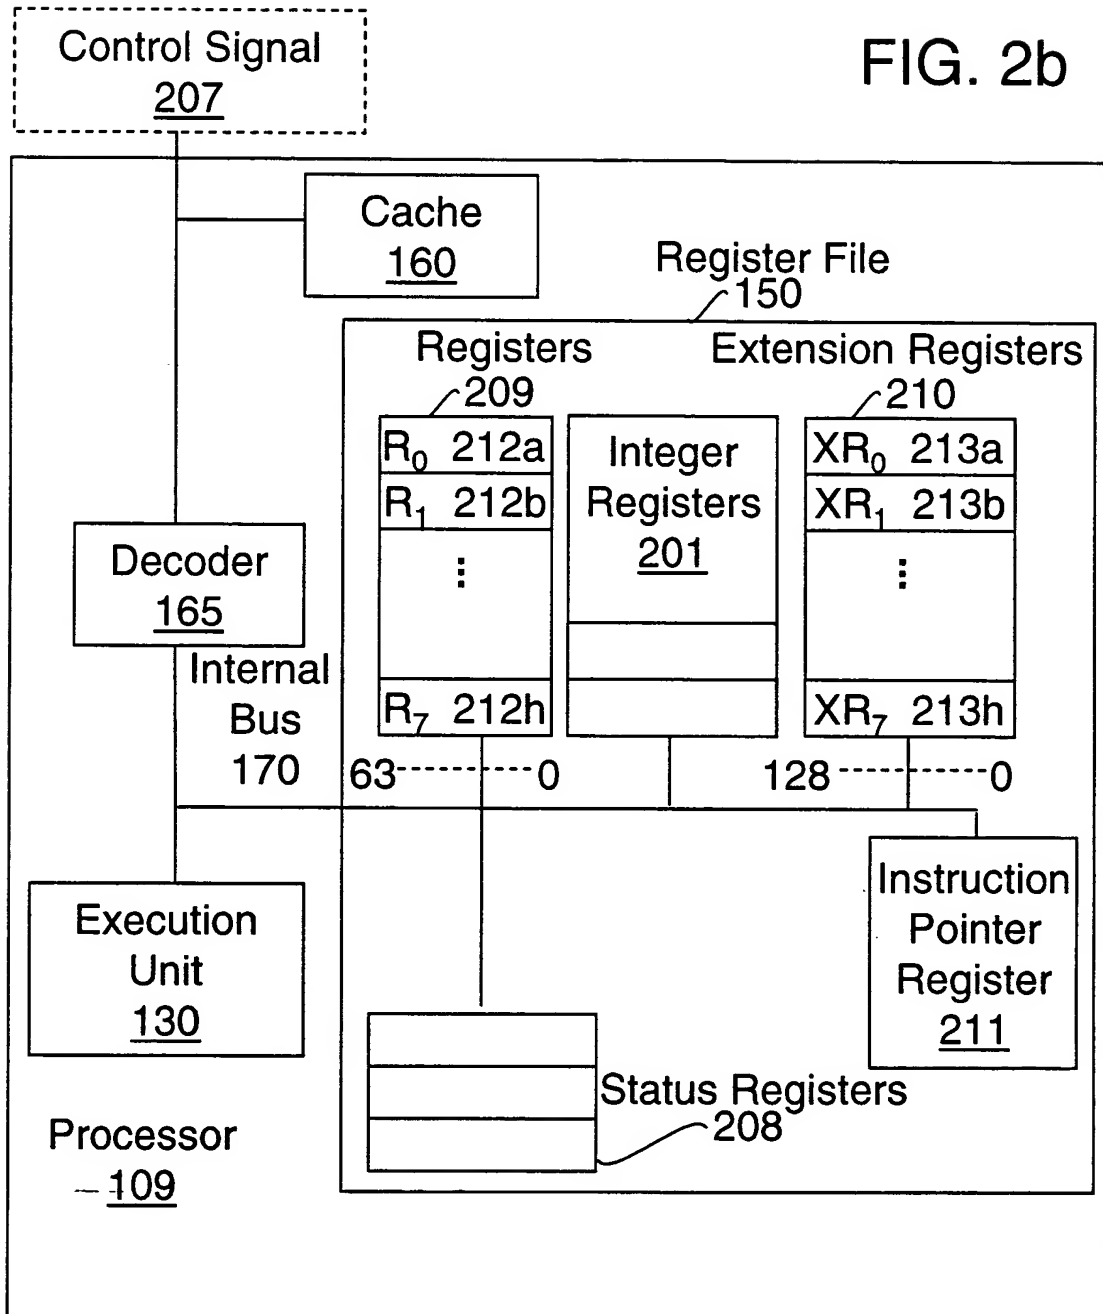 FIG. 2b
Control Signal
207
Cache
160
Register File
150
Registers
209
Extension Registers
210
R₀ 212a
R₁ 212b
⋮
R₇ 212h
Integer
Registers
201
XR₀ 213a
XR₁ 213b
⋮
XR₇ 213h
Decoder
165
Internal
Bus
170
63 0
128 0
Execution
Unit
130
Instruction
Pointer
Register
211
Status Registers
208
Processor
109